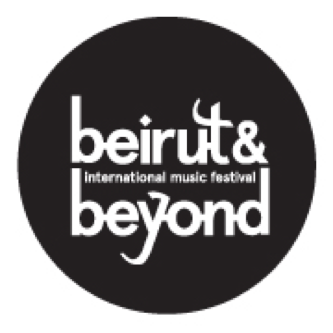 beirut&
international music festival
beyond